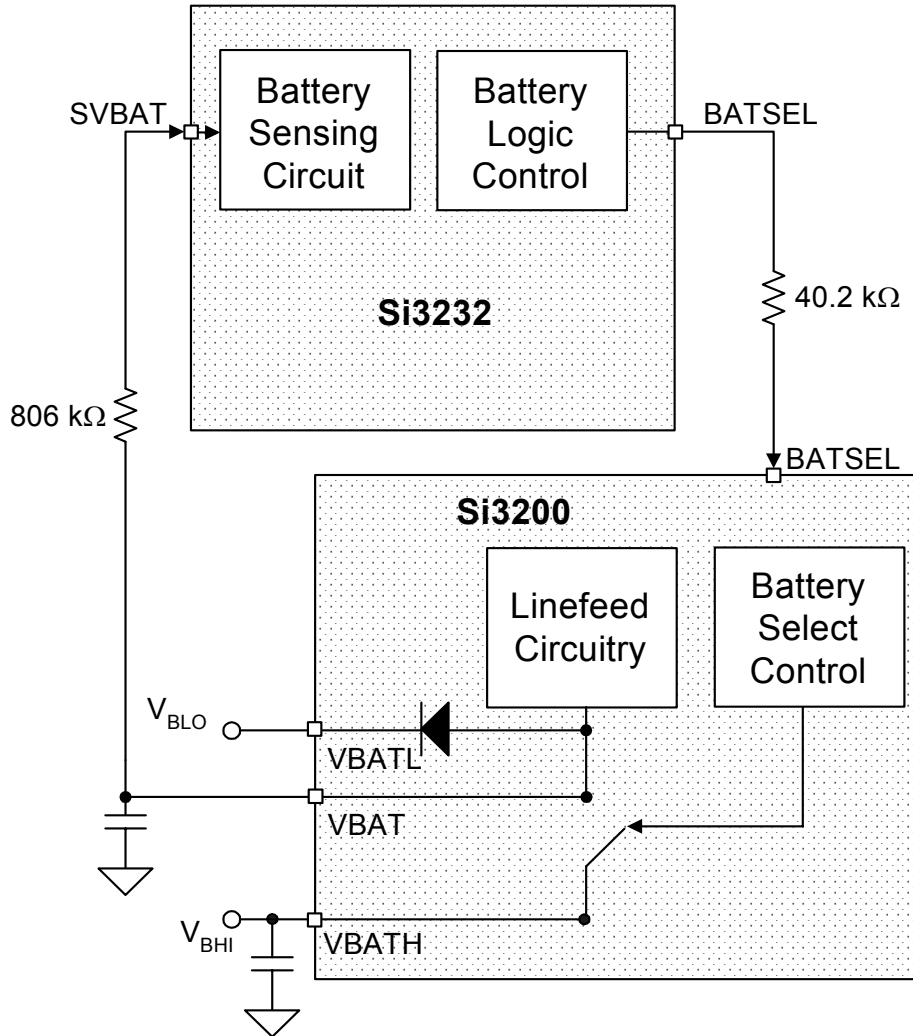 Battery
Sensing
Circuit
Battery
Logic
Control
SVBAT
BATSEL
Si3232
40.2 kΩ
806 kΩ
BATSEL
Si3200
Linefeed
Circuitry
Battery
Select
Control
VBLO
VBATL
VBAT
VBHI
VBATH